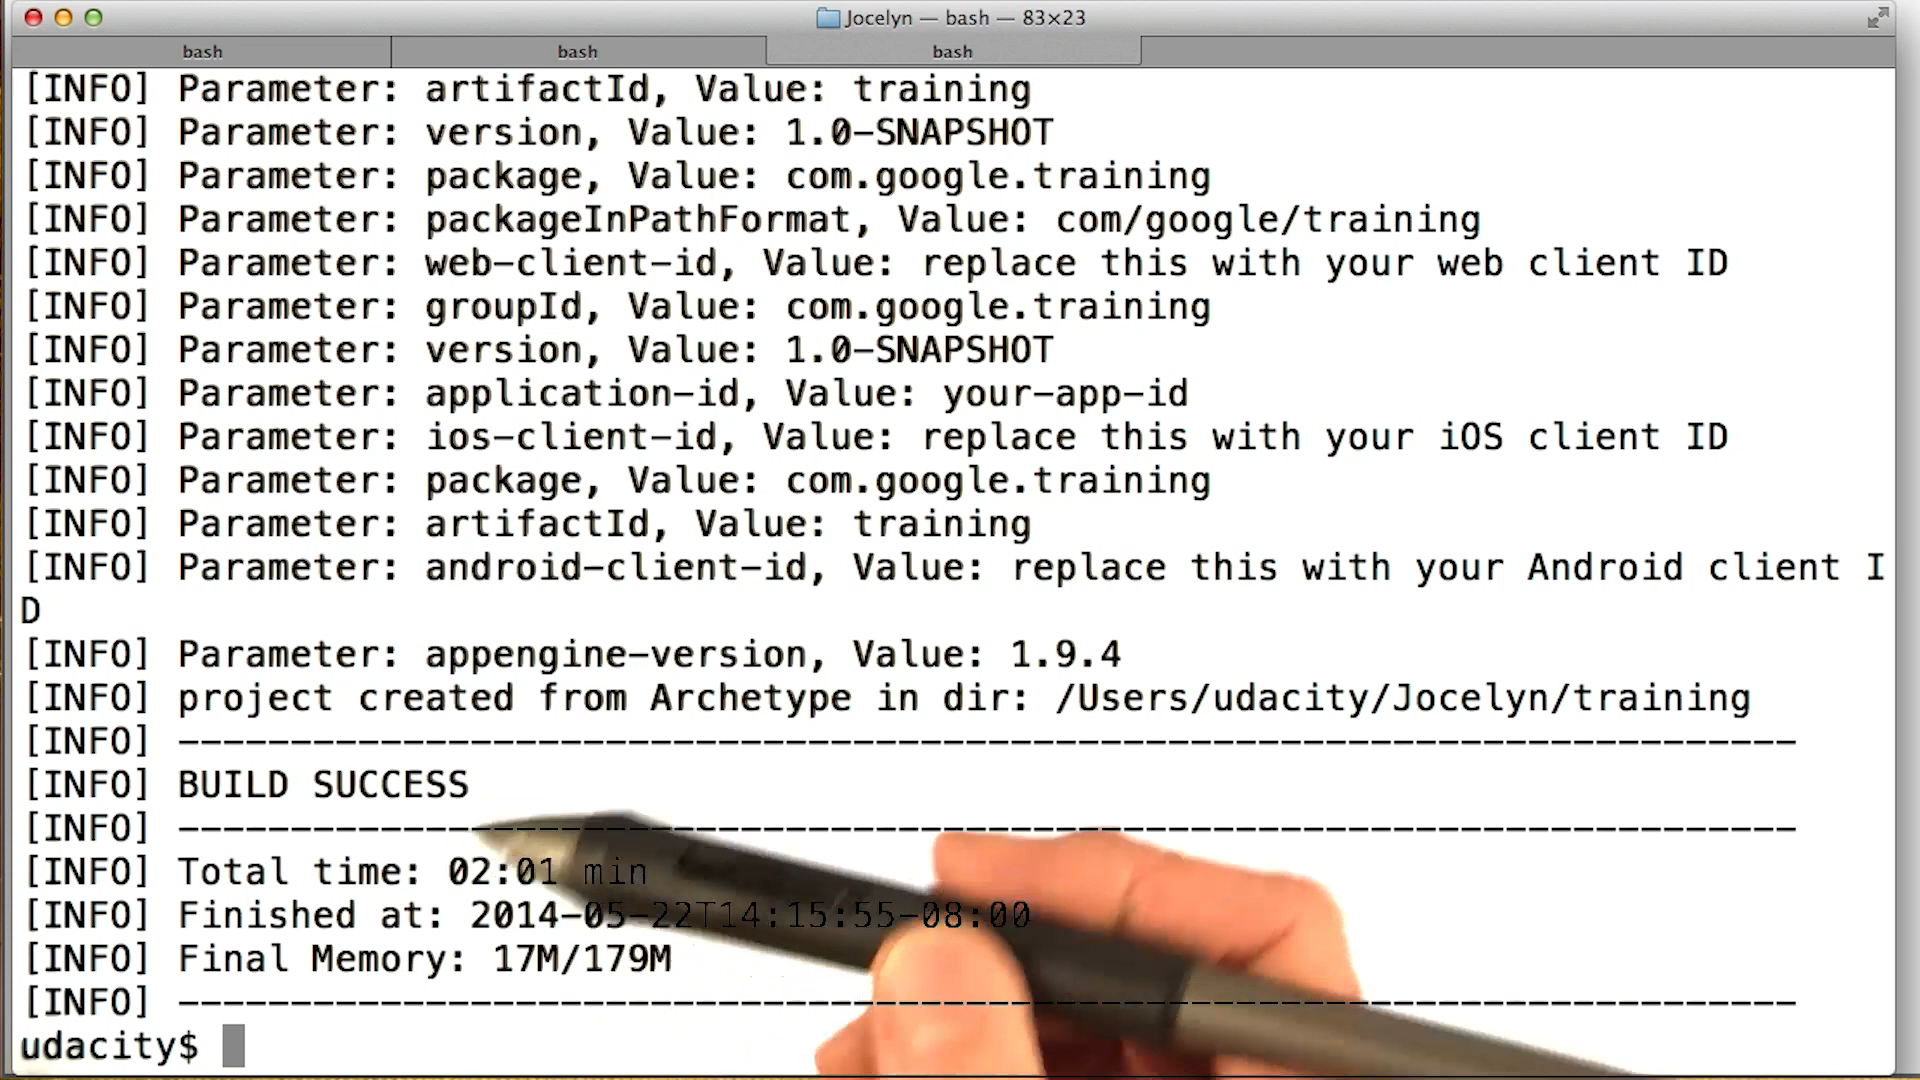 Jocelyn — bash — 83×23
bash bash bash
[INFO] Parameter: artifactId, Value: training
[INFO] Parameter: version, Value: 1.0-SNAPSHOT
[INFO] Parameter: package, Value: com.google.training
[INFO] Parameter: packageInPathFormat, Value: com/google/training
[INFO] Parameter: web-client-id, Value: replace this with your web client ID
[INFO] Parameter: groupId, Value: com.google.training
[INFO] Parameter: version, Value: 1.0-SNAPSHOT
[INFO] Parameter: application-id, Value: your-app-id
[INFO] Parameter: ios-client-id, Value: replace this with your iOS client ID
[INFO] Parameter: package, Value: com.google.training
[INFO] Parameter: artifactId, Value: training
[INFO] Parameter: android-client-id, Value: replace this with your Android client I
D
[INFO] Parameter: appengine-version, Value: 1.9.4
[INFO] project created from Archetype in dir: /Users/udacity/Jocelyn/training
[INFO] ------------------------------------------------------------------------
[INFO] BUILD SUCCESS
[INFO] ------------------------------------------------------------------------
[INFO] Total time: 02:01 min
[INFO] Finished at: 2014-05-22T14:15:55-08:00
[INFO] Final Memory: 17M/179M
[INFO] ------------------------------------------------------------------------
udacity$